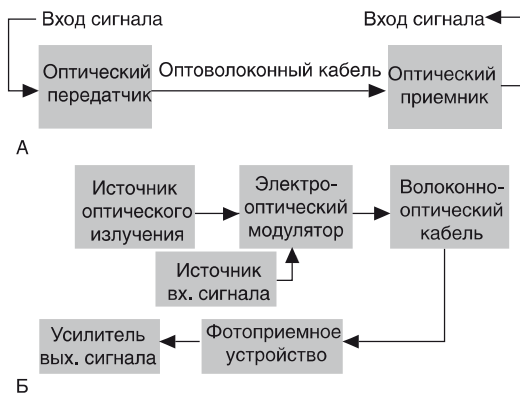 Вход сигнала
Вход сигнала
Оптический
передатчик
Оптоволоконный кабель
Оптический
приемник
А
Источник
оптического
излучения
Электро-
оптический
модулятор
Волоконно-
оптический
кабель
Источник
вх. сигнала
Усилитель
вых. сигнала
Фотоприемное
устройство
Б